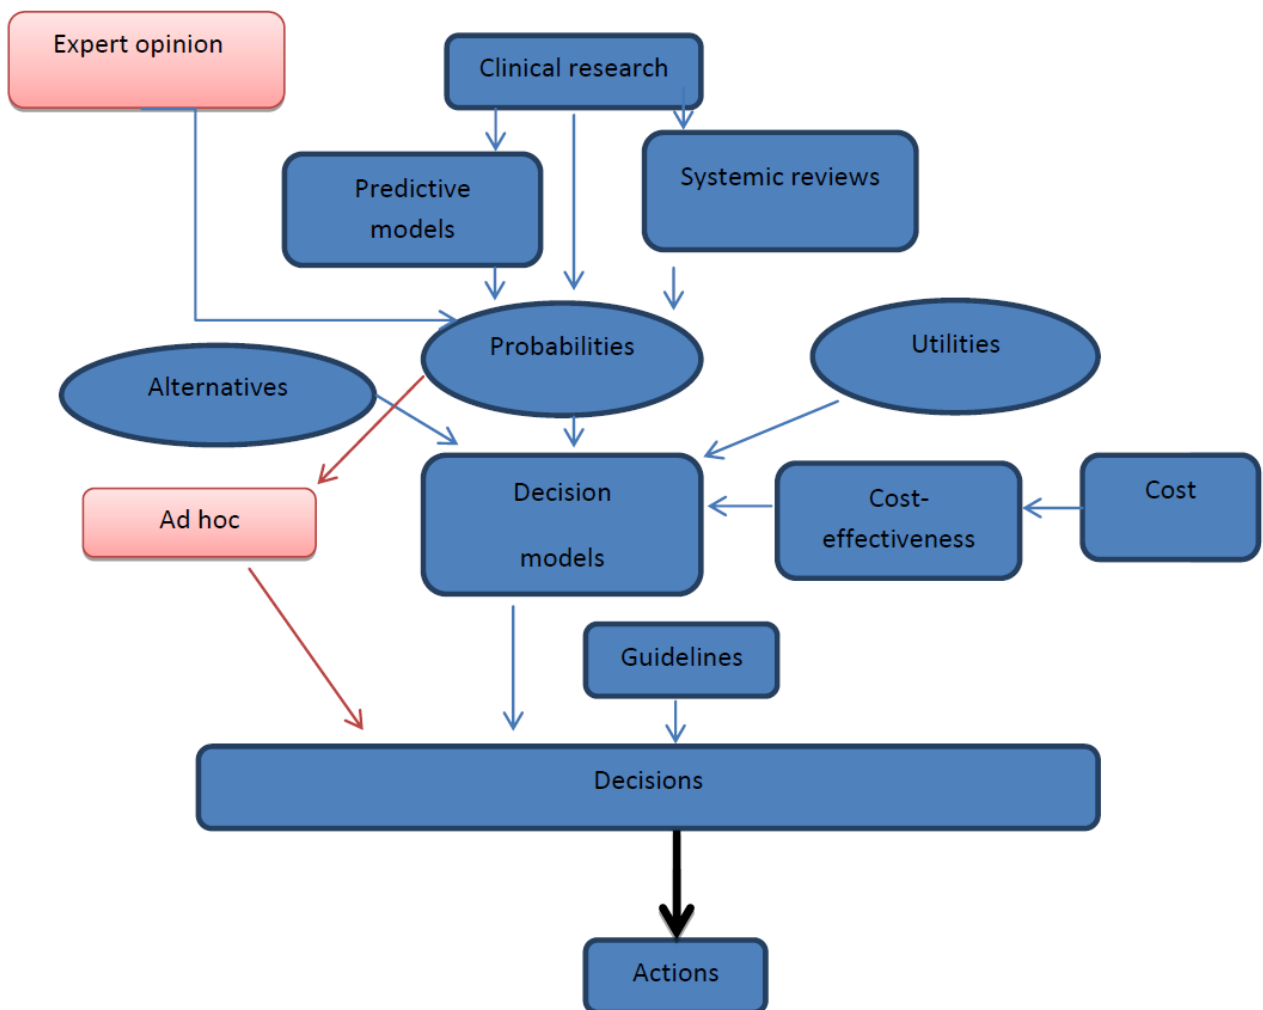 Expert opinion
Clinical research
Predictive
models
Systemic reviews
Probabilities
Utilities
Alternatives
Decision
models
Cost-
effectiveness
Cost
Ad hoc
Guidelines
Decisions
Actions